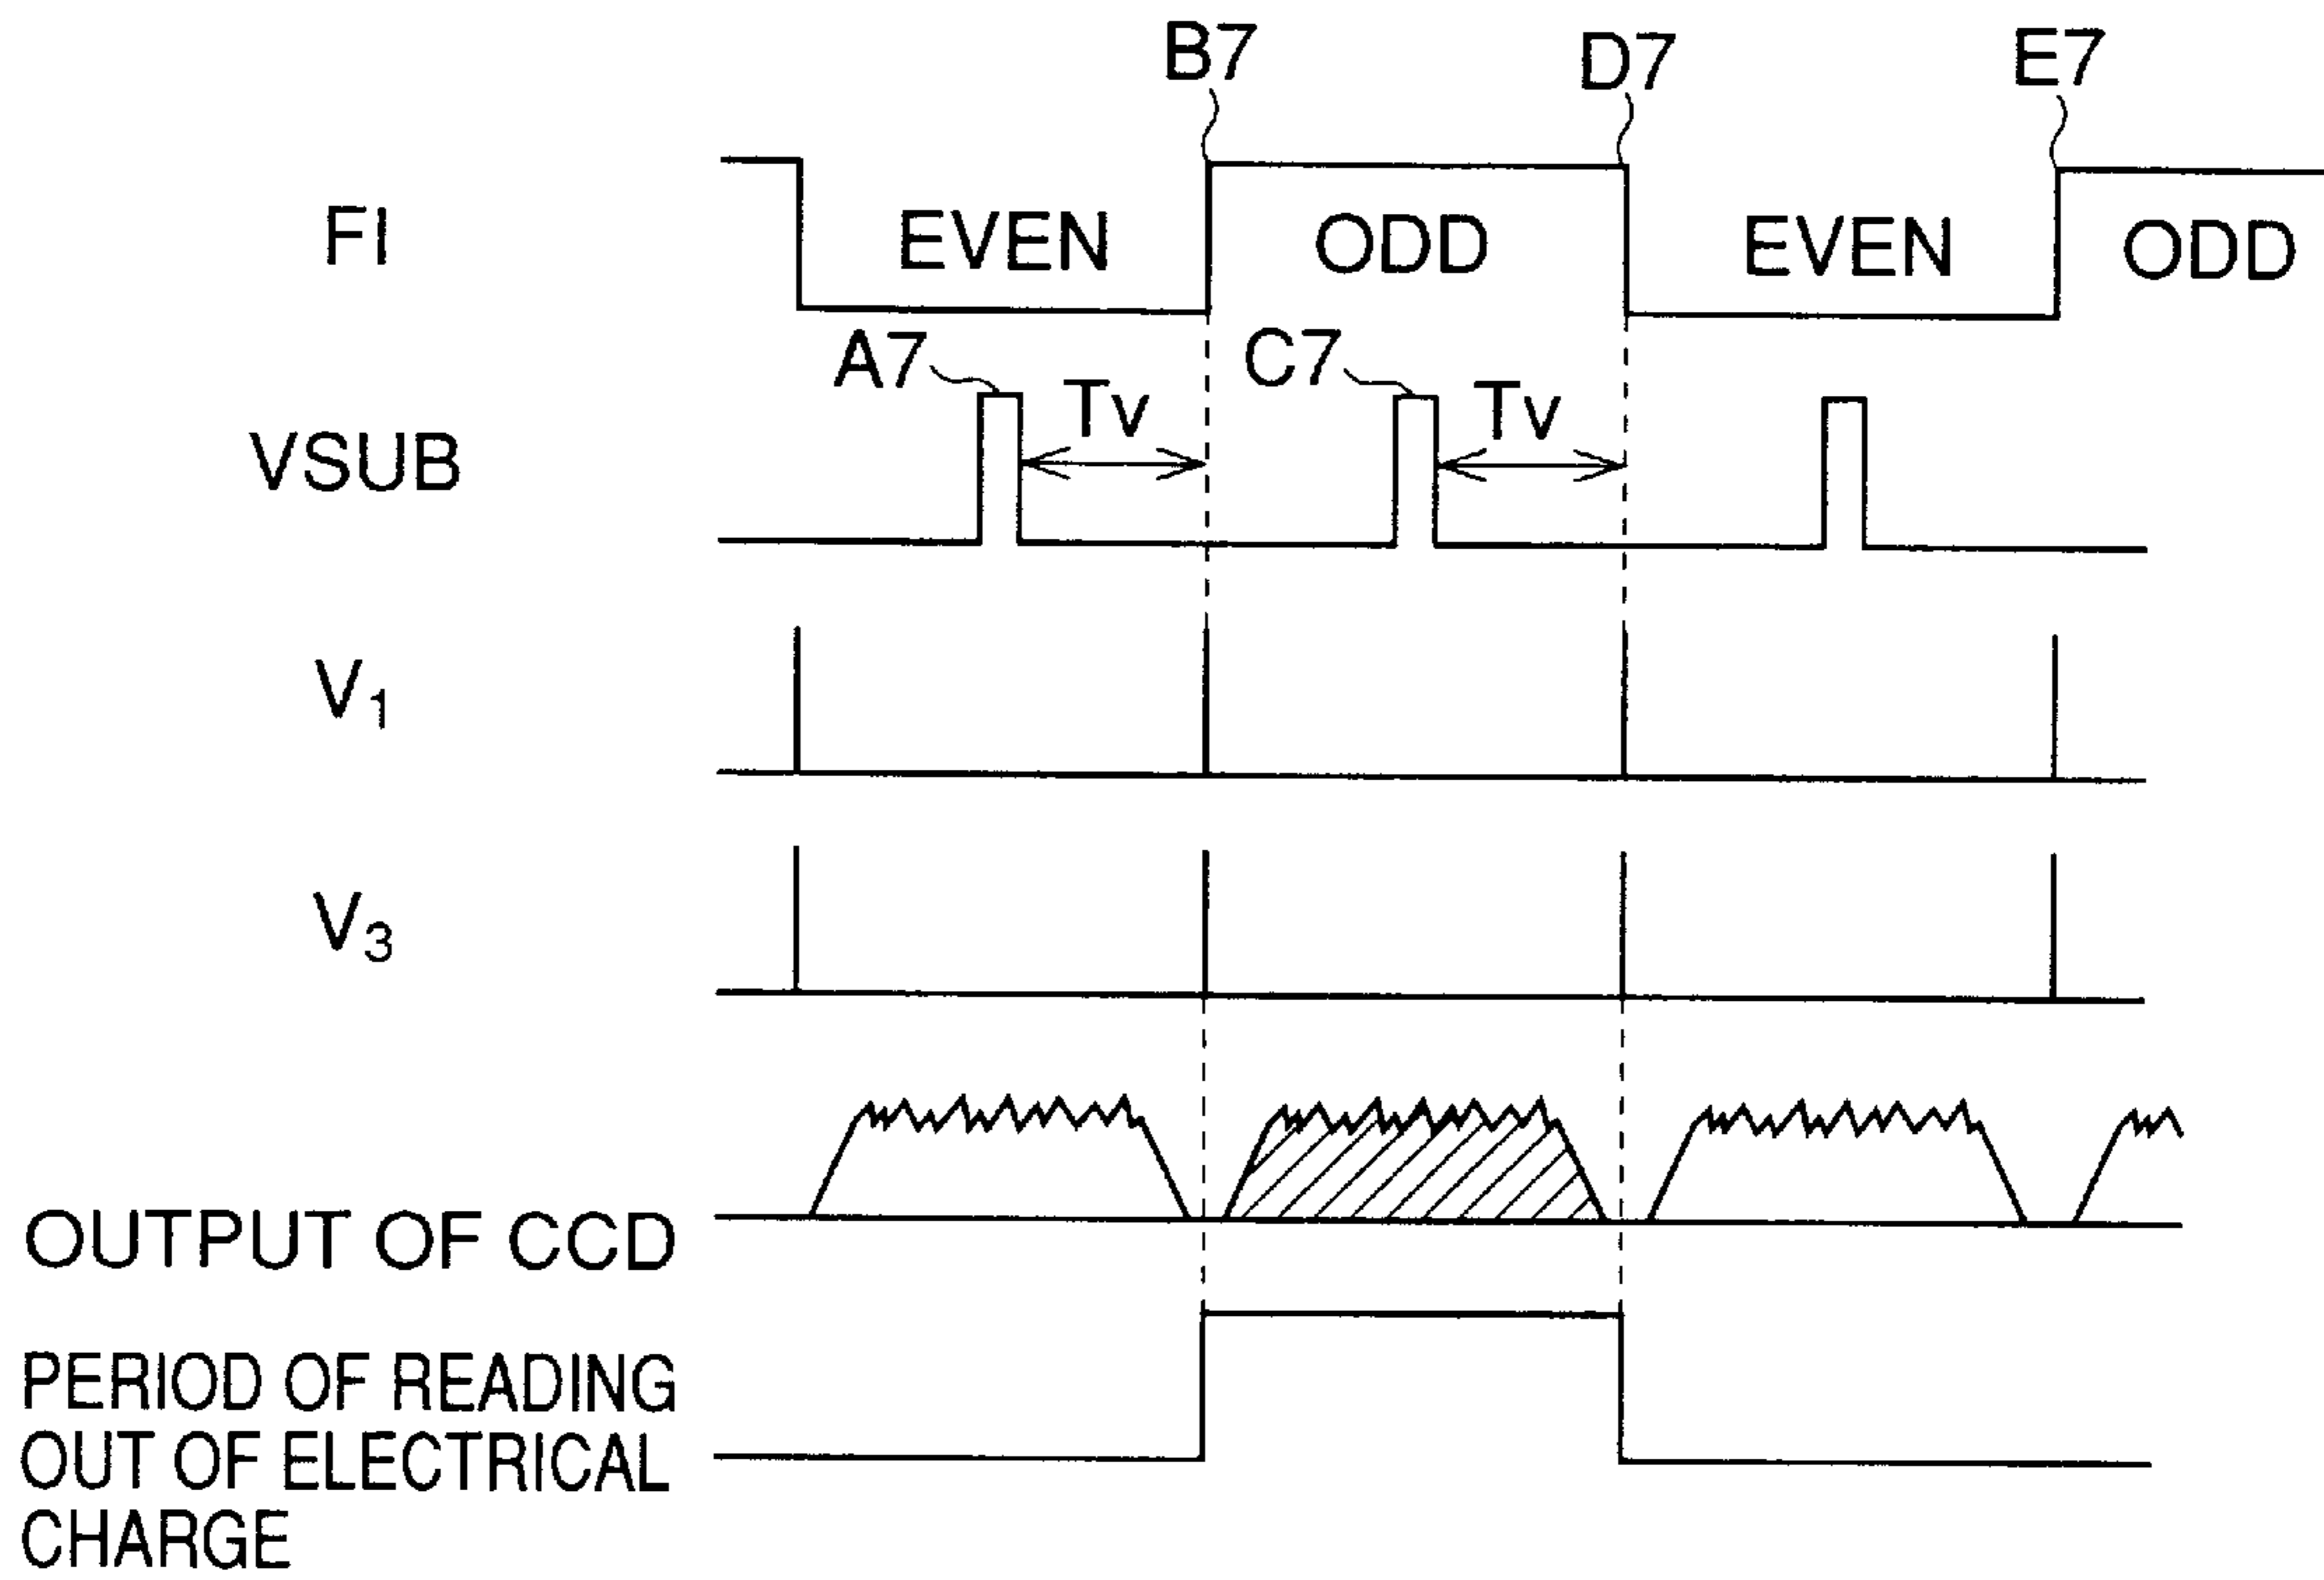 B7 D7 E7
FI EVEN ODD EVEN ODD
A7 Tv C7 Tv
VSUB
V1
V3
OUTPUT OF CCD
PERIOD OF READING
OUT OF ELECTRICAL
CHARGE